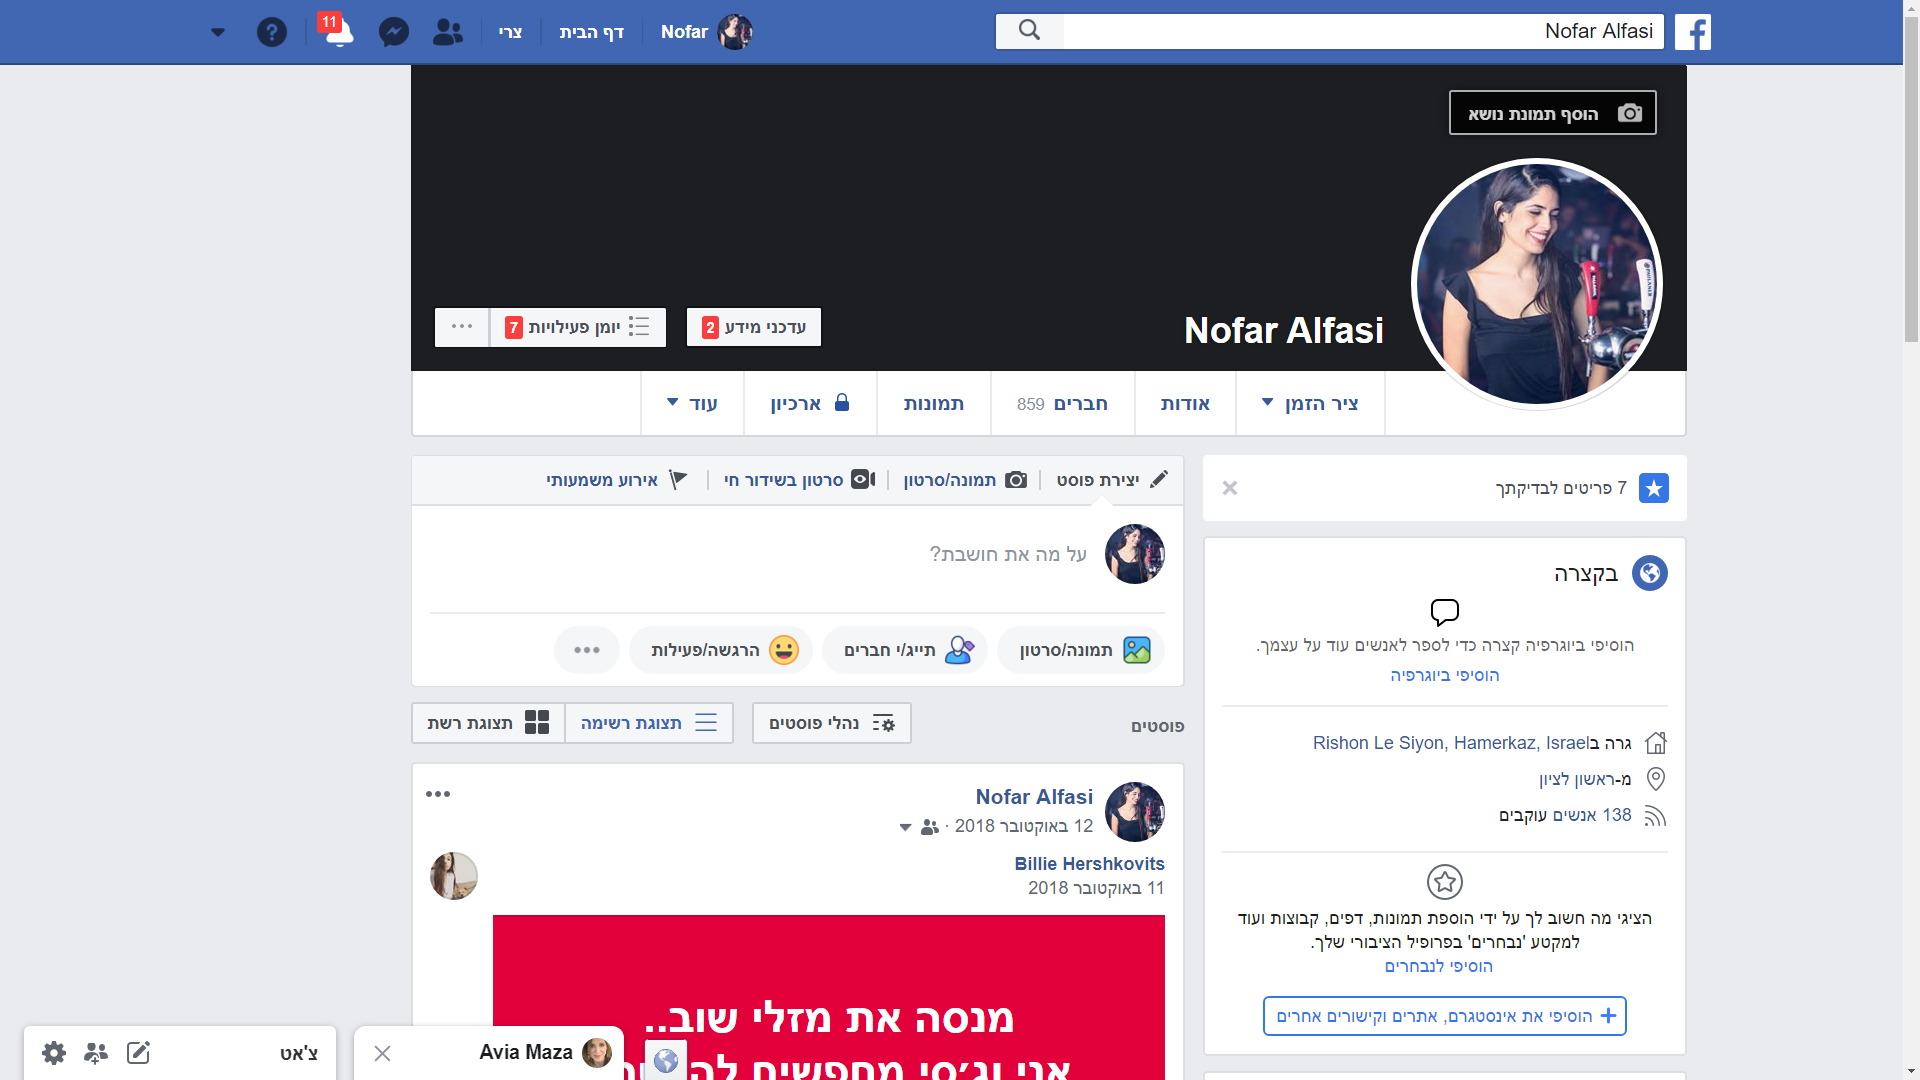 Nofar Alfasi
Nofar
דף הבית
צרי
11
הוסף תמונת נושא
Nofar Alfasi
עדכני מידע 2
יומן פעילויות 7
ציר הזמן
אודות
חברים 859
תמונות
ארכיון
עוד
7 פריטים לבדיקתך
בקצרה
הוסיפי ביוגרפיה קצרה כדי לספר לאנשים עוד על עצמך.
הוסיפי ביוגרפיה
גרה בRishon Le Siyon, Hamerkaz, Israel
מ-ראשון לציון
138 אנשים עוקבים
הציגי מה חשוב לך על ידי הוספת תמונות, דפים, קבוצות ועוד
למקטע 'נבחרים' בפרופיל הציבורי שלך.
הוסיפי לנבחרים
הוסיפי את אינסטגרם, אתרים וקישורים אחרים
יצירת פוסט
תמונה/סרטון
סרטון בשידור חי
אירוע משמעותי
על מה את חושבת?
תמונה/סרטון
תייג/י חברים
הרגשה/פעילות
פוסטים
נהלי פוסטים
תצוגת רשימה
תצוגת רשת
Nofar Alfasi
12 באוקטובר 2018 ·
Billie Hershkovits
11 באוקטובר 2018
מנסה את מזלי שוב..
אני וג'סי מחפשים
Avia Maza
צ'אט